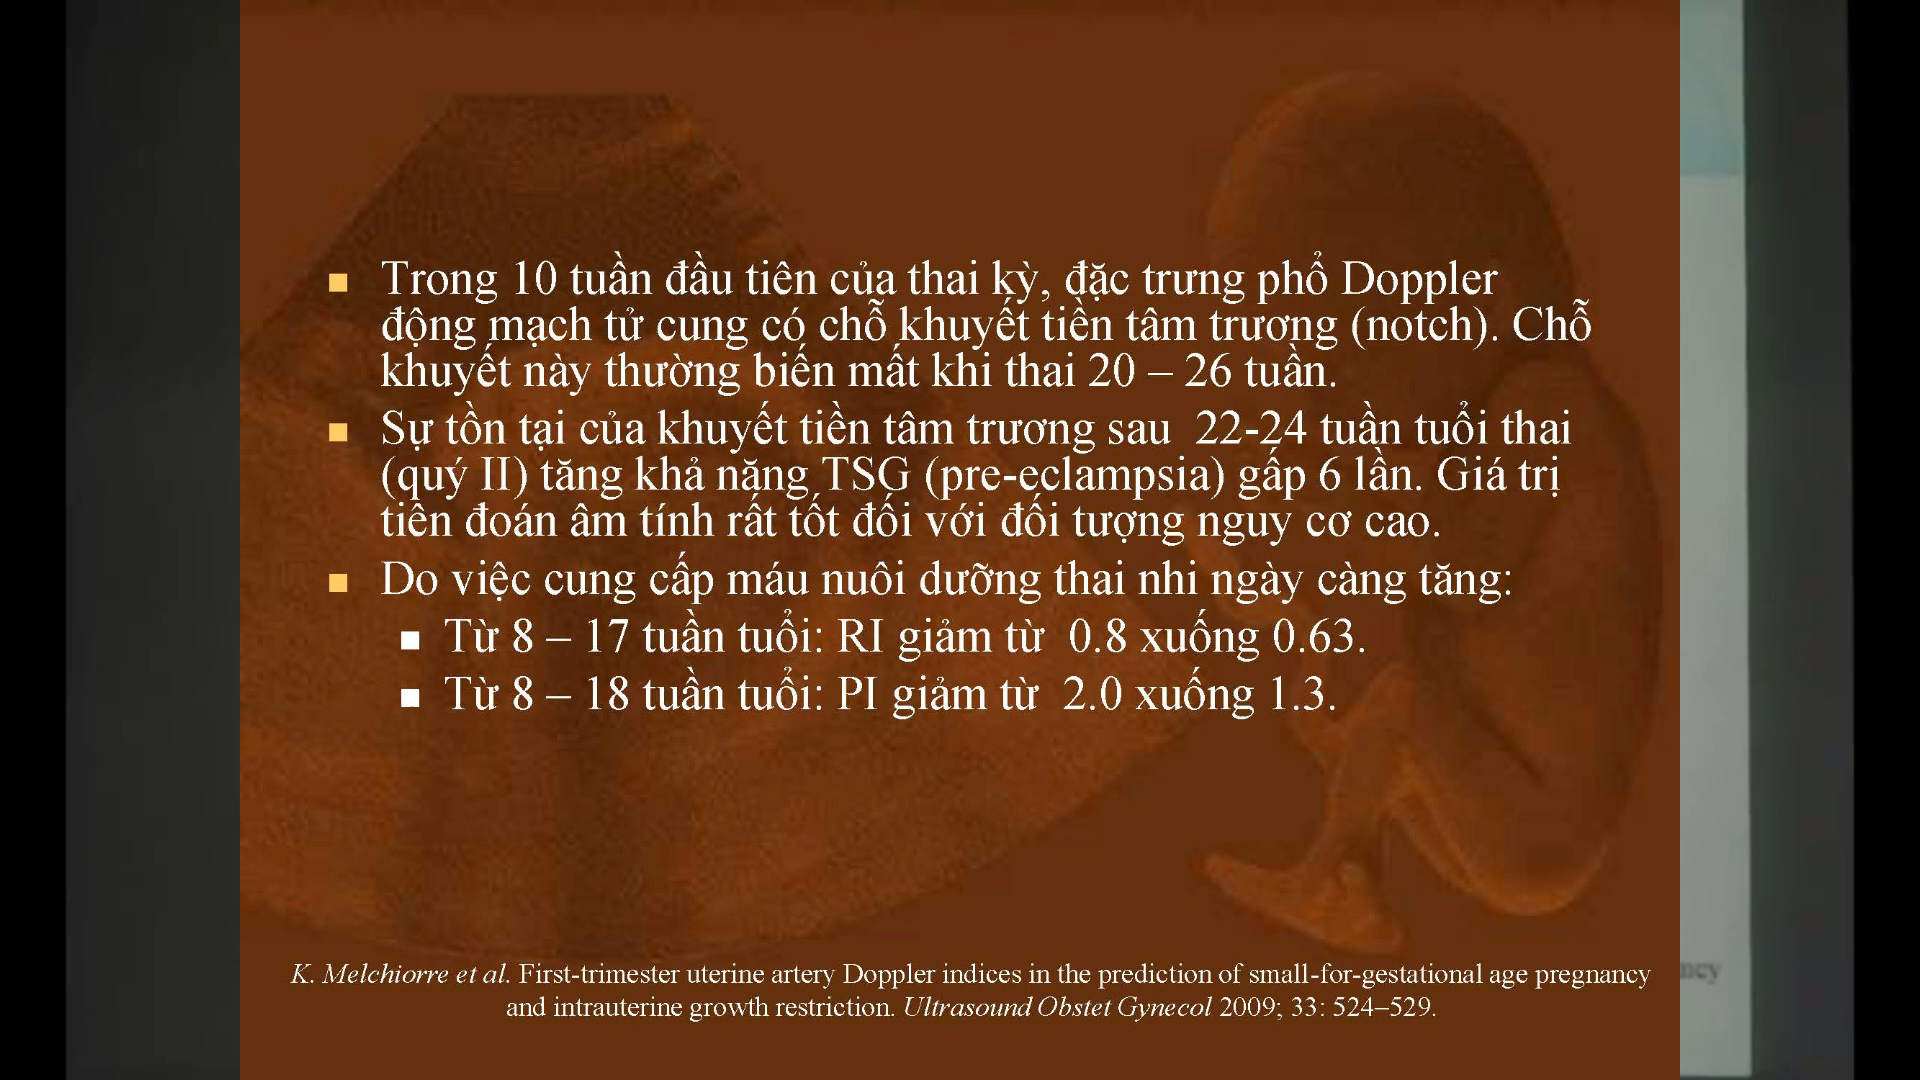 Trong 10 tuần đầu tiên của thai kỳ, đặc trưng phổ Doppler
động mạch tử cung có chỗ khuyết tiền tâm trương (notch). Chỗ
khuyết này thường biến mất khi thai 20 – 26 tuần.
Sự tồn tại của khuyết tiền tâm trương sau 22-24 tuần tuổi thai
(quý II) tăng khả năng TSG (pre-eclampsia) gấp 6 lần. Giá trị
tiên đoán âm tính rất tốt đối với đối tượng nguy cơ cao.
Do việc cung cấp máu nuôi dưỡng thai nhi ngày càng tăng:
Từ 8 – 17 tuần tuổi: RI giảm từ 0.8 xuống 0.63.
Từ 8 – 18 tuần tuổi: PI giảm từ 2.0 xuống 1.3.
K. Melchiorre et al. First-trimester uterine artery Doppler indices in the prediction of small-for-gestational age pregnancy
and intrauterine growth restriction. Ultrasound Obstet Gynecol 2009; 33: 524–529.